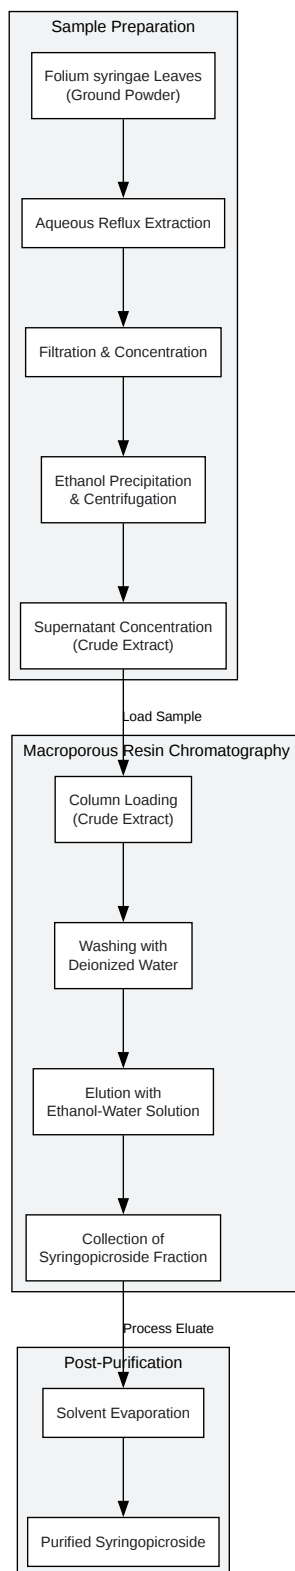 Sample Preparation
Folium syringae Leaves
(Ground Powder)
Aqueous Reflux Extraction
Filtration & Concentration
Ethanol Precipitation
& Centrifugation
Supernatant Concentration
(Crude Extract)
Load Sample
Macroporous Resin Chromatography
Column Loading
(Crude Extract)
Washing with
Deionized Water
Elution with
Ethanol-Water Solution
Collection of
Syringopicroside Fraction
Process Eluate
Post-Purification
Solvent Evaporation
Purified Syringopicroside